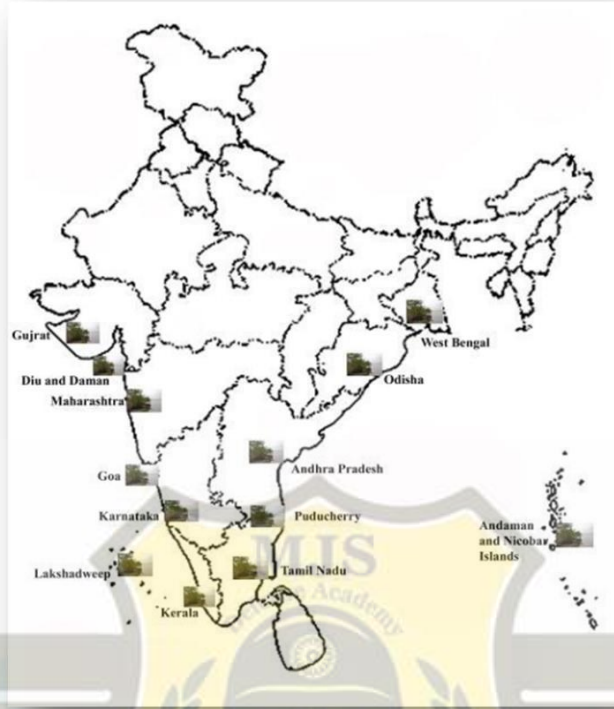 Gujrat
West Bengal
Diu and Daman
Odisha
Maharashtra
Goa
Andhra Pradesh
Karnataka
Puducherry
Andaman
and Nicobar
Islands
MJS
Lakshadweep
Tamil Nadu
Kerala
Defence Academy